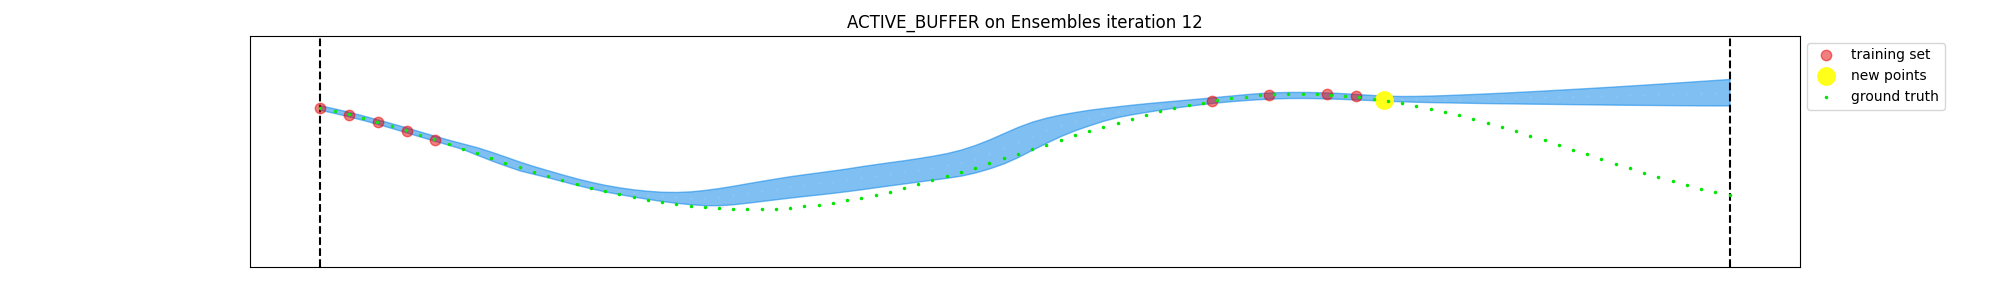 ACTIVE_BUFFER on Ensembles iteration 12
training set
new points
ground truth